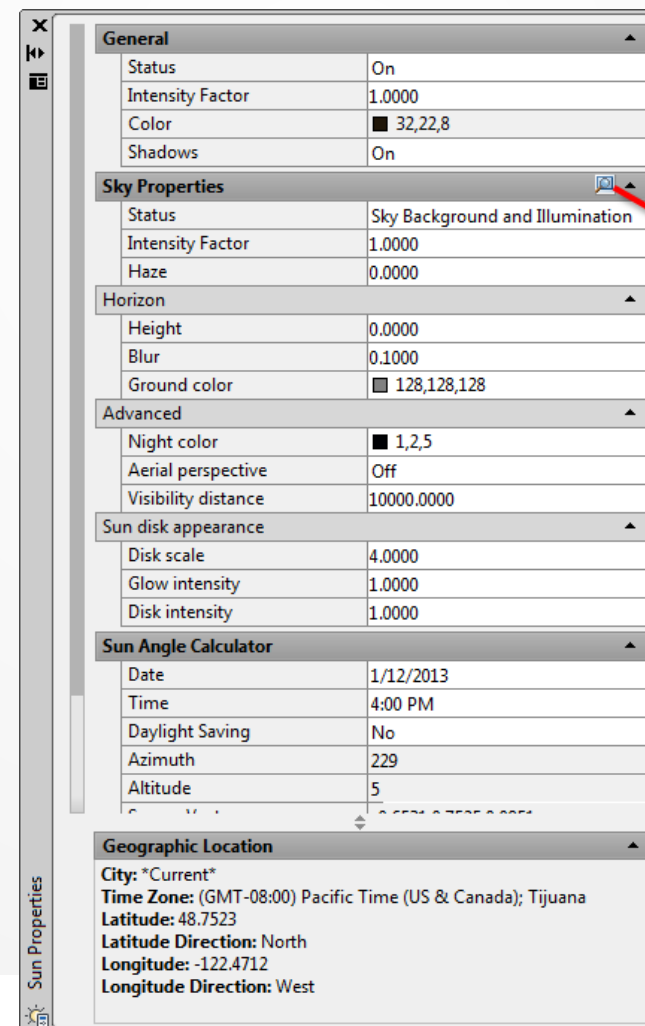 General
Status On
Intensity Factor 1.0000
Color 32,22,8
Shadows On
Sky Properties
Status Sky Background and Illumination
Intensity Factor 1.0000
Haze 0.0000
Horizon
Height 0.0000
Blur 0.1000
Ground color 128,128,128
Advanced
Night color 1,2,5
Aerial perspective Off
Visibility distance 10000.0000
Sun disk appearance
Disk scale 4.0000
Glow intensity 1.0000
Disk intensity 1.0000
Sun Angle Calculator
Date 1/12/2013
Time 4:00 PM
Daylight Saving No
Azimuth 229
Altitude 5
Geographic Location
City: *Current*
Time Zone: (GMT-08:00) Pacific Time (US & Canada); Tijuana
Latitude: 48.7523
Latitude Direction: North
Longitude: -122.4712
Longitude Direction: West
Sun Properties